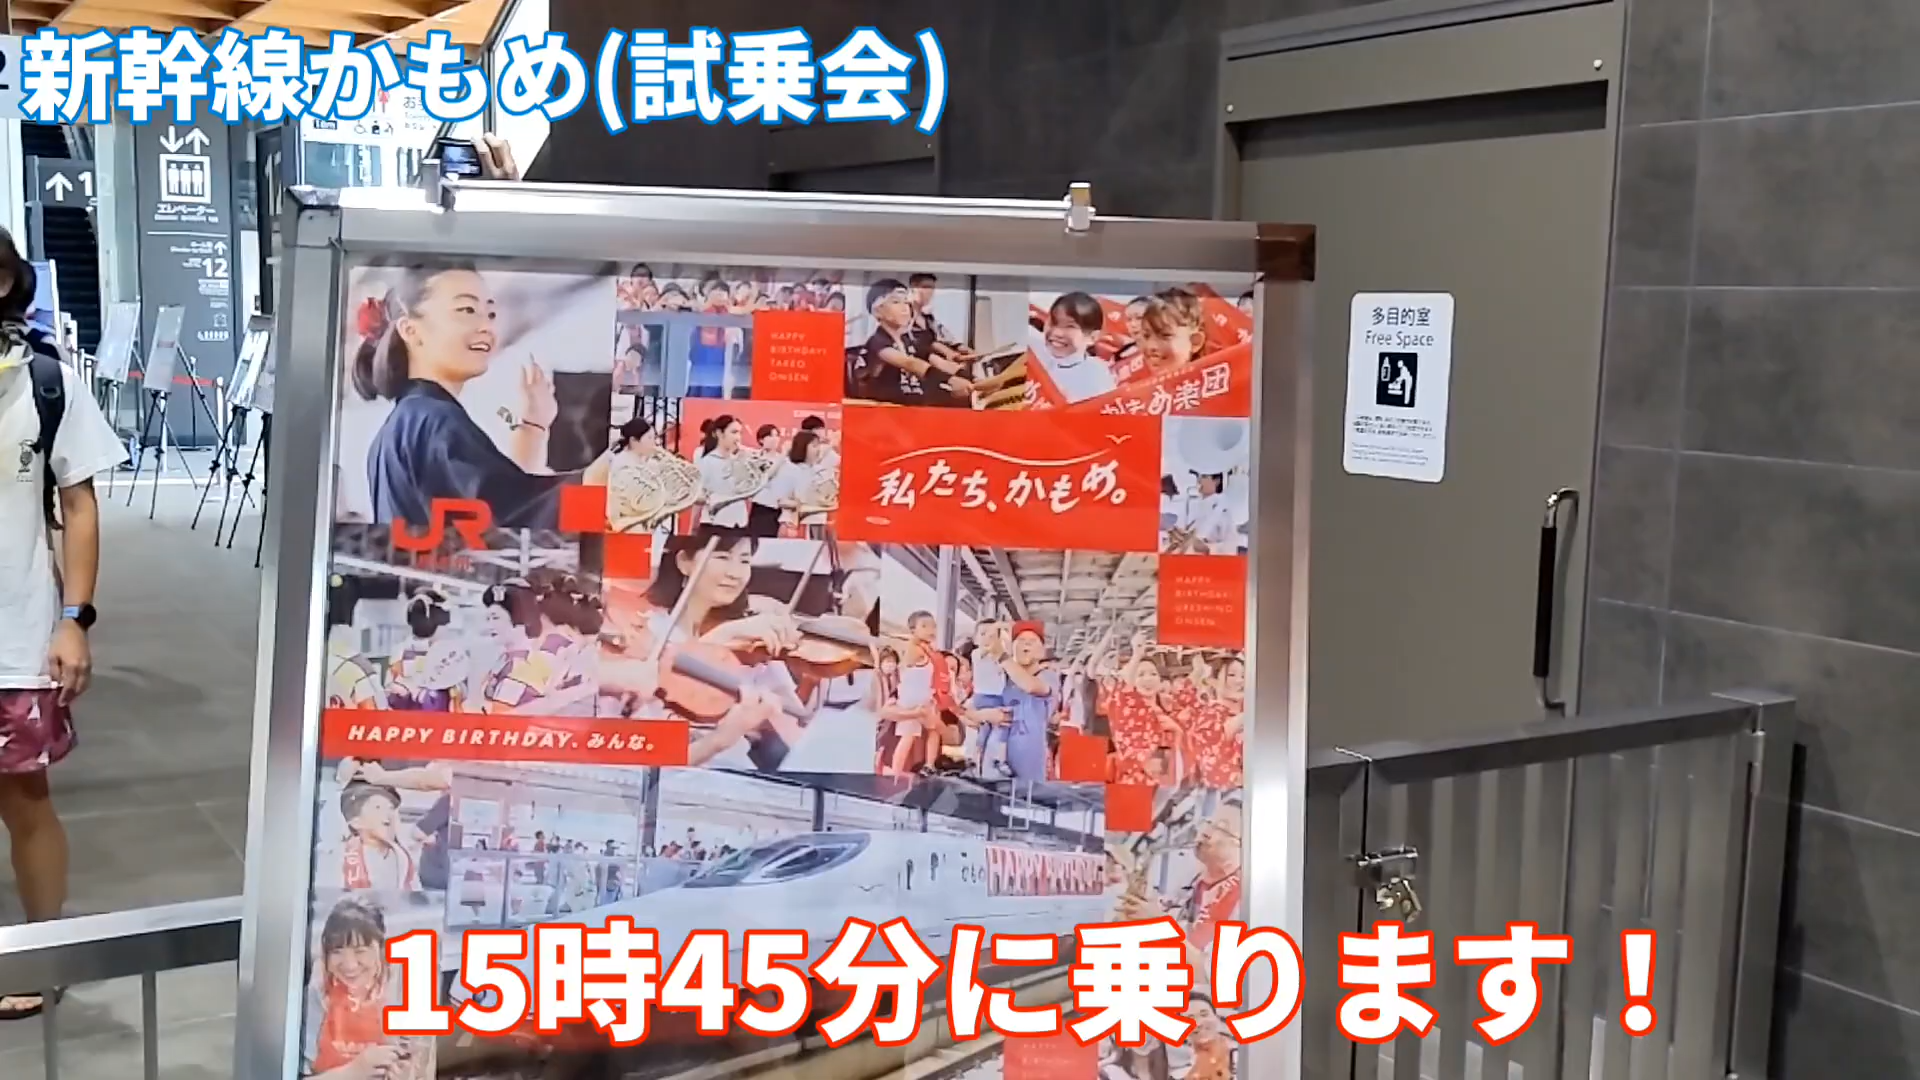 新幹線かもめ(試乗会)
エレベーター
12
多目的室
Free Space
HAPPY
BIRTHDAY!
TAKEO
ONSEN
かもめ楽団
私たち、かもめ。
JR
HAPPY
BIRTHDAY!
URESHINO
ONSEN
HAPPY BIRTHDAY. みんな。
HAPPY BIRTHDAY
15時45分に乗ります！